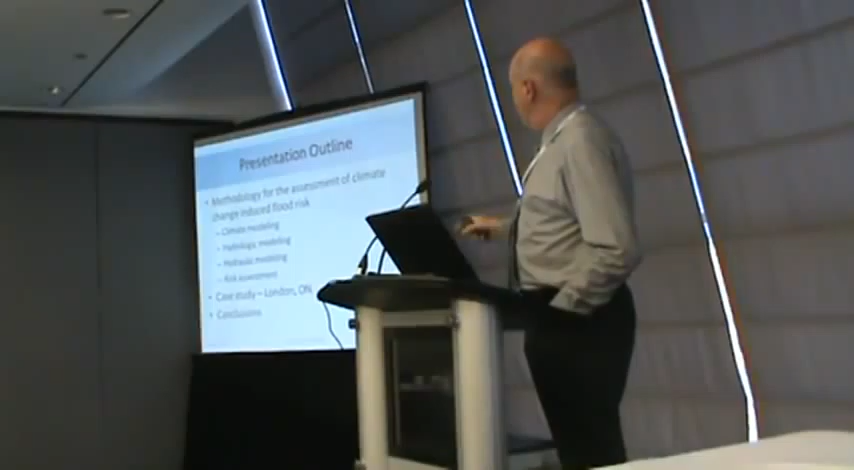 Presentation Outline
• Methodology for the assessment of climate
change induced flood risk
– Climate modeling
– Hydrologic modeling
– Hydraulic modeling
– Risk assessment
• Case study – London, ON
• Conclusions